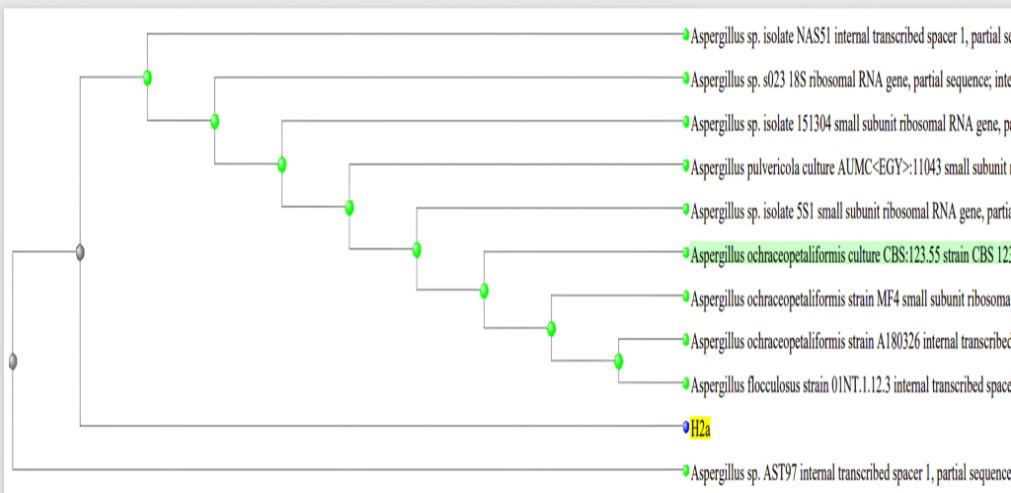 Aspergillus sp. isolate NAS51 internal transcribed spacer 1, partial se
Aspergillus sp. s023 18S ribosomal RNA gene, partial sequence; inte
Aspergillus sp. isolate 151304 small subunit ribosomal RNA gene, pa
Aspergillus pulvericola culture AUMC<EGY>:11043 small subunit r
Aspergillus sp. isolate 5S1 small subunit ribosomal RNA gene, partia
Aspergillus ochraceopetaliformis culture CBS:123.55 strain CBS 123
Aspergillus ochraceopetaliformis strain MF4 small subunit ribosoma
Aspergillus ochraceopetaliformis strain A180326 internal transcribed
Aspergillus flocculosus strain 01NT.1.12.3 internal transcribed space
H2a
Aspergillus sp. AST97 internal transcribed spacer 1, partial sequence